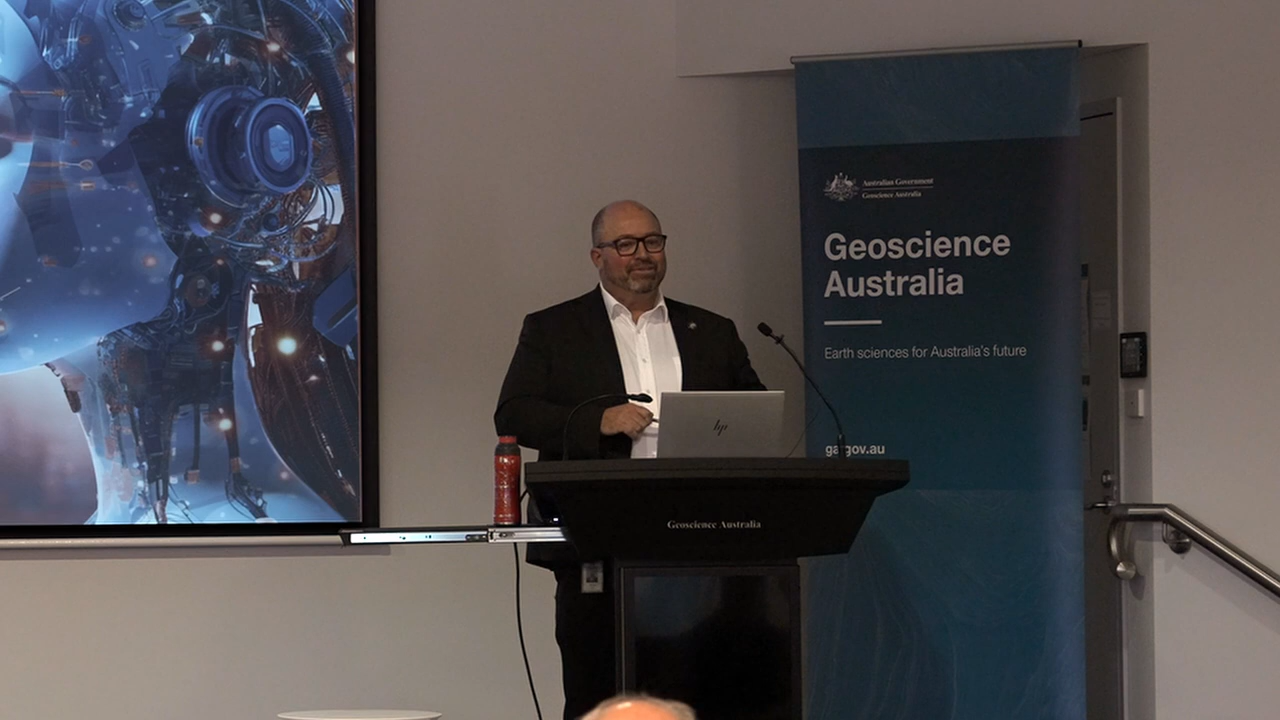 Australian Government
Geoscience Australia
Geoscience
Australia
Earth sciences for Australia's future
ga.gov.au
hp
Geoscience Australia